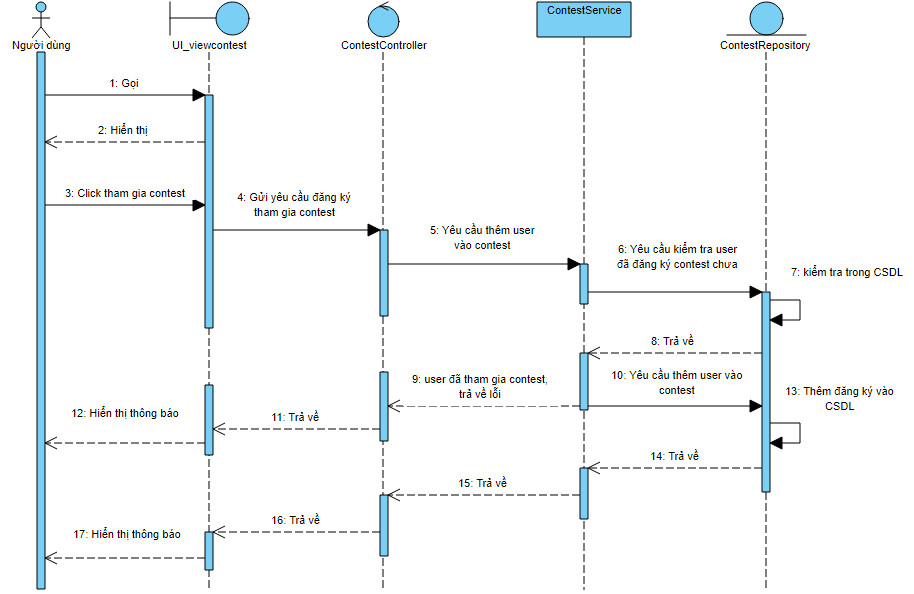 ContestService
Người dùng
UI_viewcontest
ContestController
ContestRepository
1: Gọi
2: Hiển thị
3: Click tham gia contest
4: Gửi yêu cầu đăng ký
tham gia contest
5: Yêu cầu thêm user
vào contest
6: Yêu cầu kiểm tra user
đã đăng ký contest chưa
7: kiểm tra trong CSDL
8: Trả về
9: user đã tham gia contest,
trả về lỗi
10: Yêu cầu thêm user vào
contest
13: Thêm đăng ký vào
CSDL
11: Trả về
12: Hiển thị thông báo
14: Trả về
15: Trả về
16: Trả về
17: Hiển thị thông báo